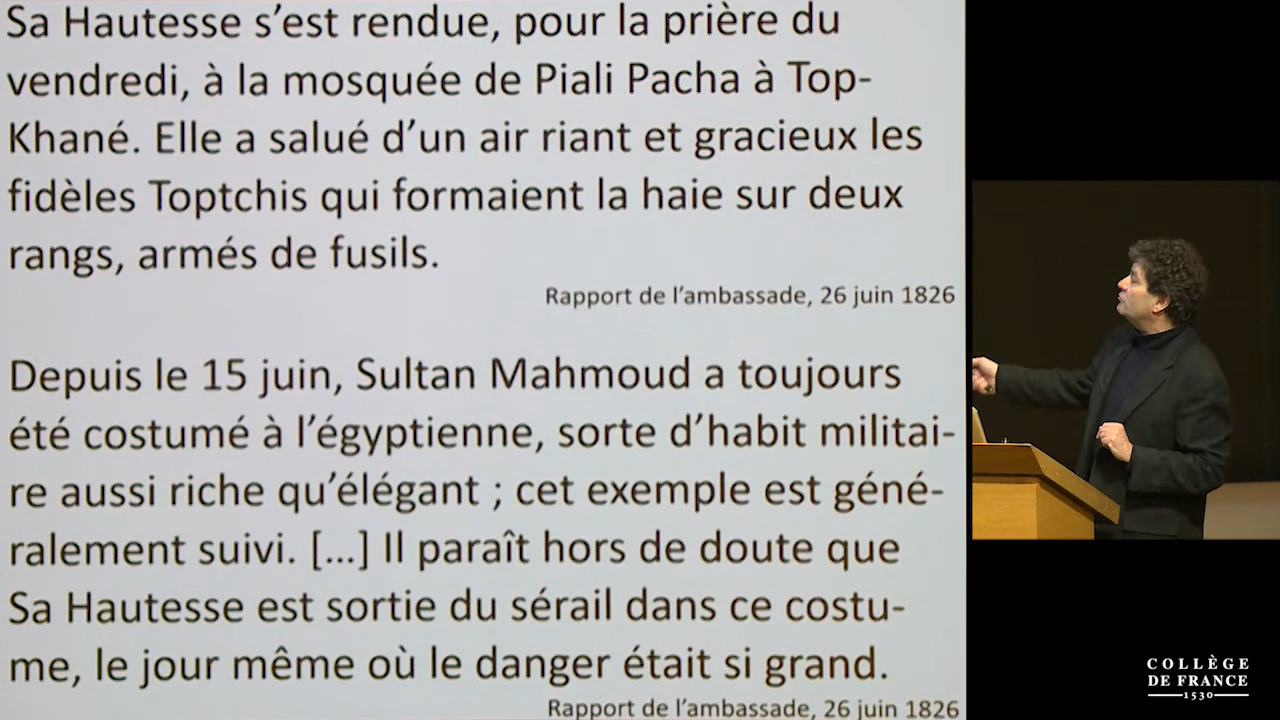 Sa Hautesse s’est rendue, pour la prière du
vendredi, à la mosquée de Piali Pacha à Top-
Khané. Elle a salué d’un air riant et gracieux les
fidèles Toptchis qui formaient la haie sur deux
rangs, armés de fusils.
Rapport de l’ambassade, 26 juin 1826
Depuis le 15 juin, Sultan Mahmoud a toujours
été costumé à l’égyptienne, sorte d’habit militai-
re aussi riche qu’élégant ; cet exemple est géné-
ralement suivi. [...] Il paraît hors de doute que
Sa Hautesse est sortie du sérail dans ce costu-
me, le jour même où le danger était si grand.
Rapport de l’ambassade, 26 juin 1826
COLLÈGE
DE FRANCE
1530